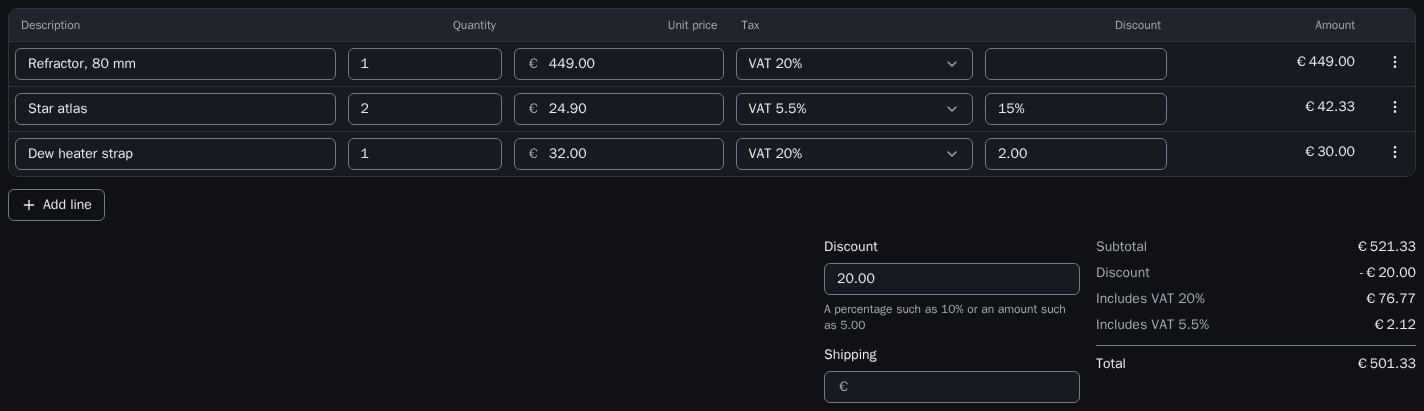 Description Quantity Unit price Tax Discount Amount
Refractor, 80 mm 1 € 449.00 VAT 20% € 449.00
Star atlas 2 € 24.90 VAT 5.5% 15% € 42.33
Dew heater strap 1 € 32.00 VAT 20% 2.00 € 30.00
+ Add line
Discount
20.00
A percentage such as 10% or an amount such
as 5.00
Shipping
€
Subtotal € 521.33
Discount - € 20.00
Includes VAT 20% € 76.77
Includes VAT 5.5% € 2.12
Total € 501.33